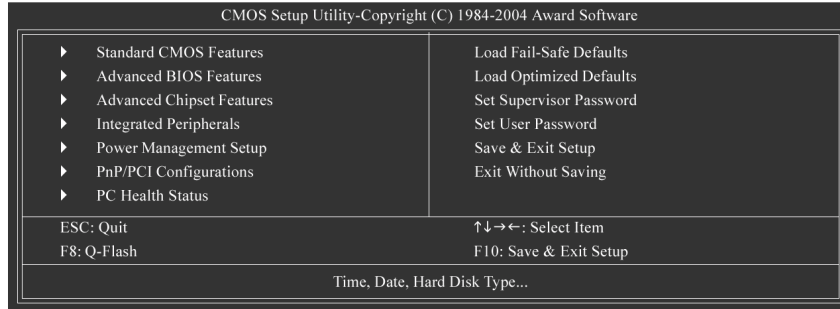 CMOS Setup Utility-Copyright (C) 1984-2004 Award Software
▶ Standard CMOS Features
▶ Advanced BIOS Features
▶ Advanced Chipset Features
▶ Integrated Peripherals
▶ Power Management Setup
▶ PnP/PCI Configurations
▶ PC Health Status
Load Fail-Safe Defaults
Load Optimized Defaults
Set Supervisor Password
Set User Password
Save & Exit Setup
Exit Without Saving
ESC: Quit
F8: Q-Flash
↑↓→←: Select Item
F10: Save & Exit Setup
Time, Date, Hard Disk Type...